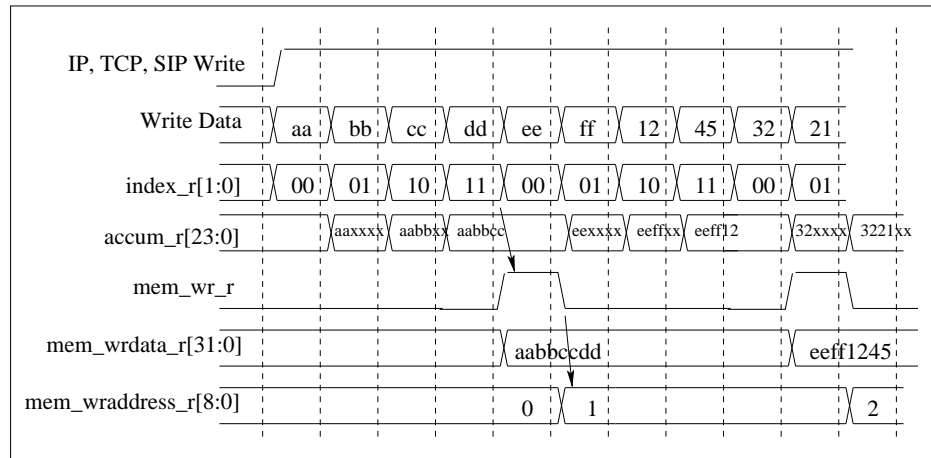 IP, TCP, SIP Write
Write Data aa bb cc dd ee ff 12 45 32 21
index_r[1:0] 00 01 10 11 00 01 10 11 00 01
accum_r[23:0] aaxxxx aabbxx aabbcc eexxxx eeffxx eeff12 32xxxx 3221xx
mem_wr_r
mem_wrdata_r[31:0] aabbccdd eeff1245
mem_wraddress_r[8:0] 0 1 2